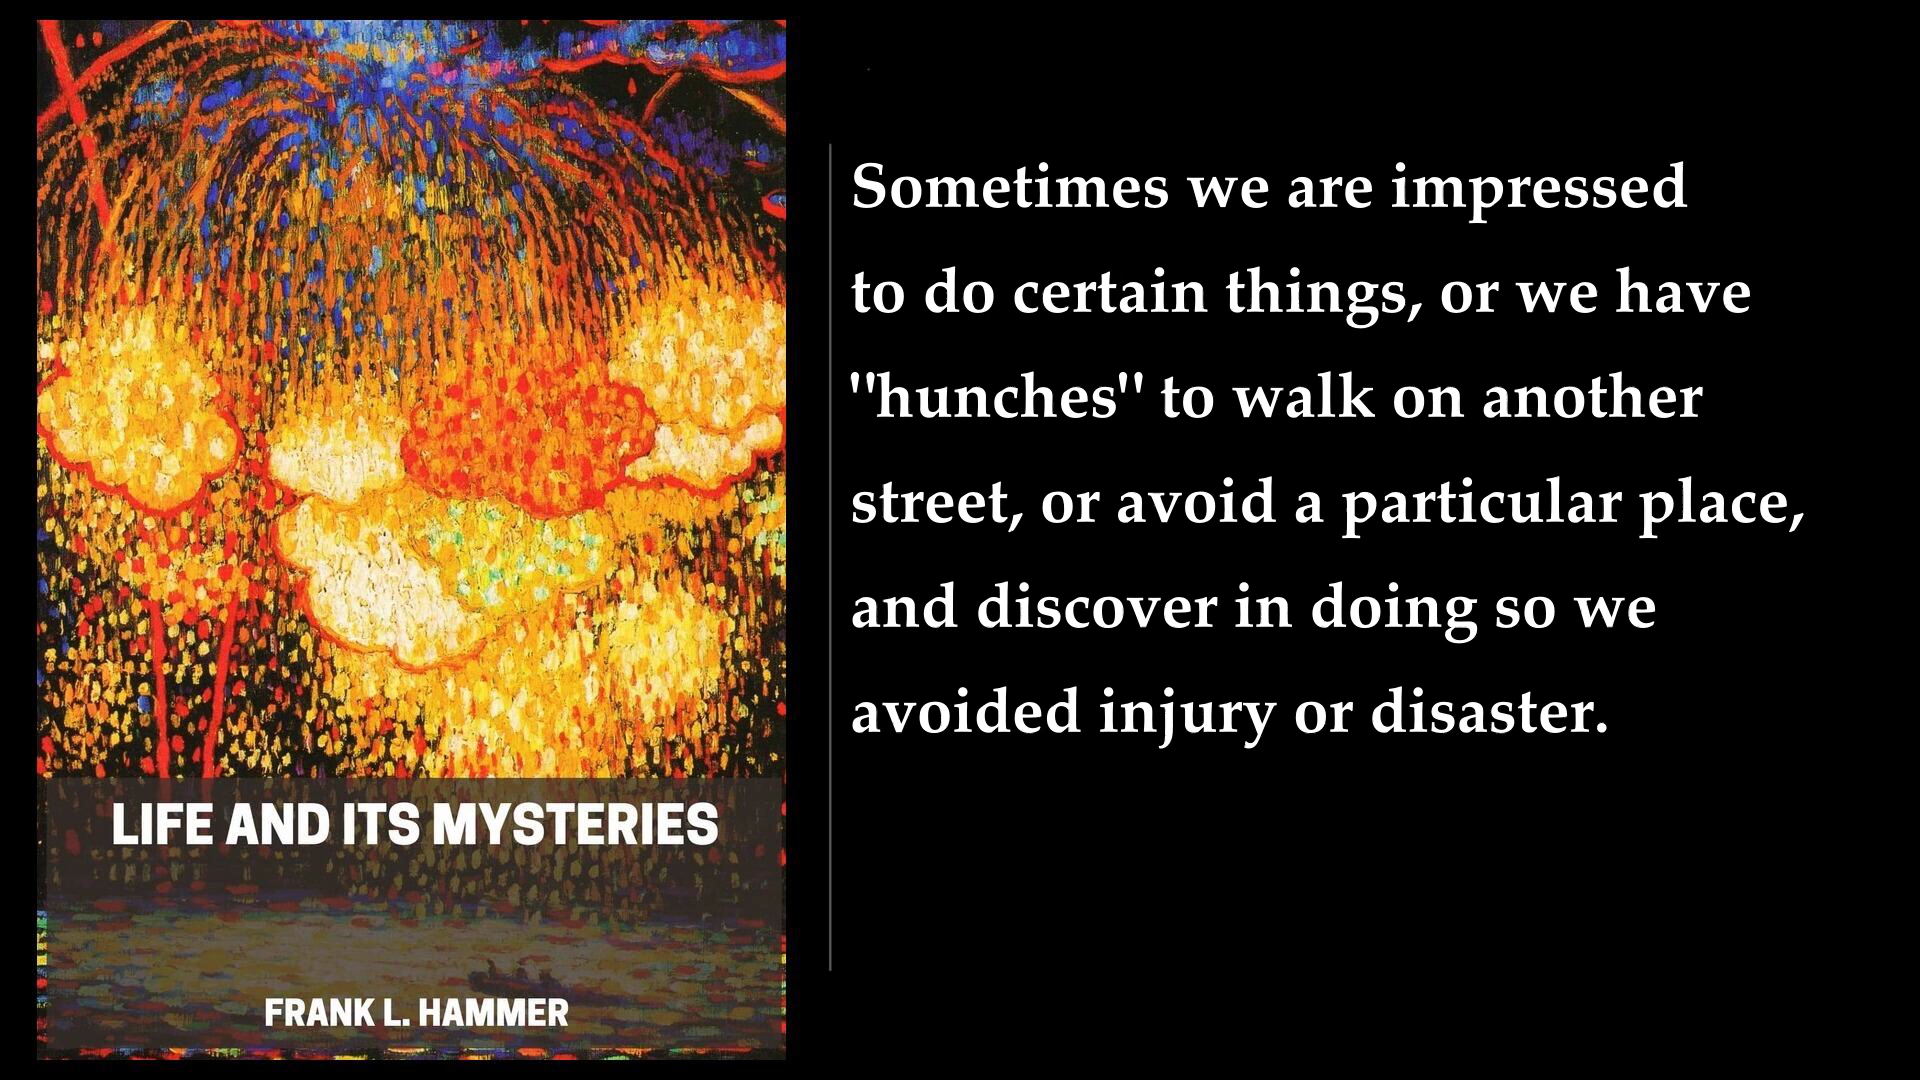 LIFE AND ITS MYSTERIES
FRANK L. HAMMER
Sometimes we are impressed
to do certain things, or we have
"hunches" to walk on another
street, or avoid a particular place,
and discover in doing so we
avoided injury or disaster.